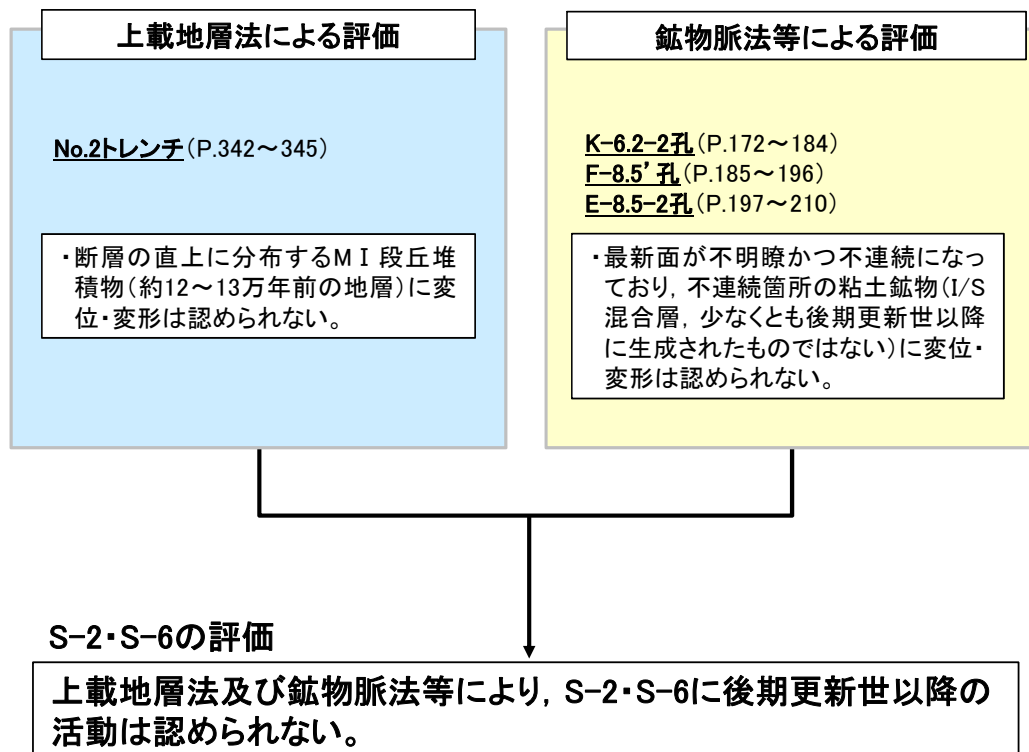 上載地層法による評価
No.2トレンチ(P.342～345)
・断層の直上に分布するMⅠ段丘堆
積物(約12～13万年前の地層)に変
位・変形は認められない。
鉱物脈法等による評価
K-6.2-2孔(P.172～184)
F-8.5’孔(P.185～196)
E-8.5-2孔(P.197～210)
・最新面が不明瞭かつ不連続になっ
ており，不連続箇所の粘土鉱物(I/S
混合層，少なくとも後期更新世以降
に生成されたものではない)に変位・
変形は認められない。
S-2・S-6の評価
上載地層法及び鉱物脈法等により，S-2・S-6に後期更新世以降の
活動は認められない。